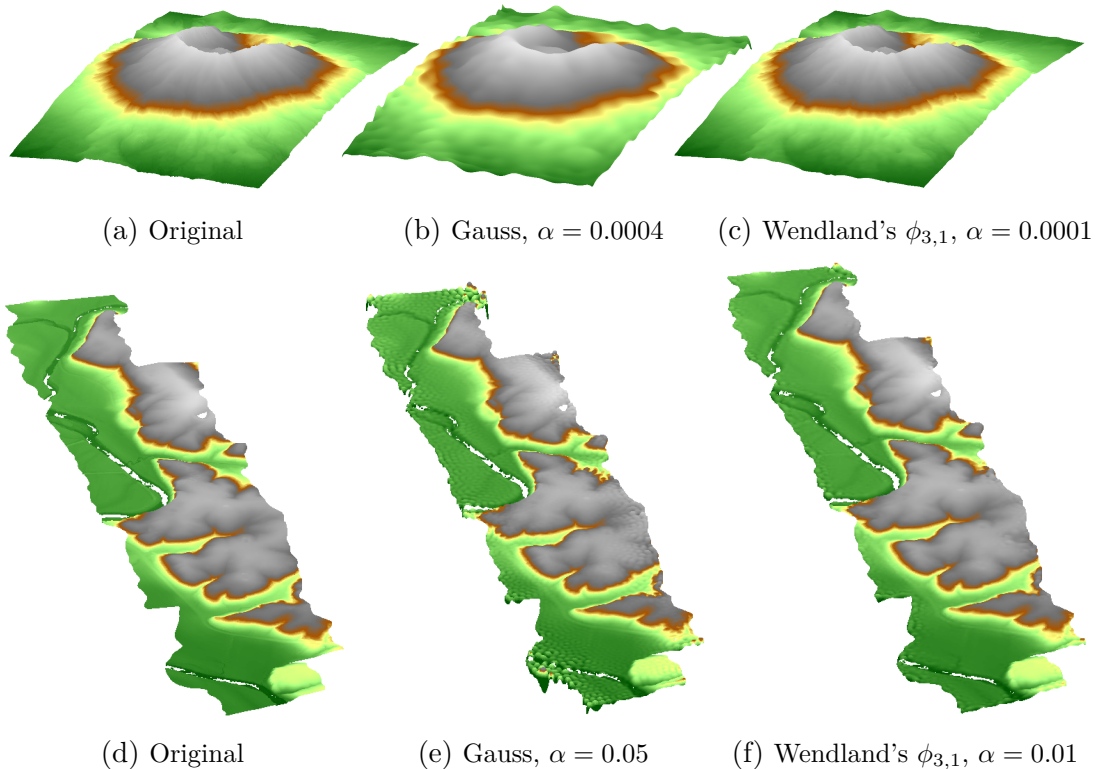 (a) Original
(b) Gauss, α = 0.0004
(c) Wendland's ϕ3,1, α = 0.0001
(d) Original
(e) Gauss, α = 0.05
(f) Wendland's ϕ3,1, α = 0.01